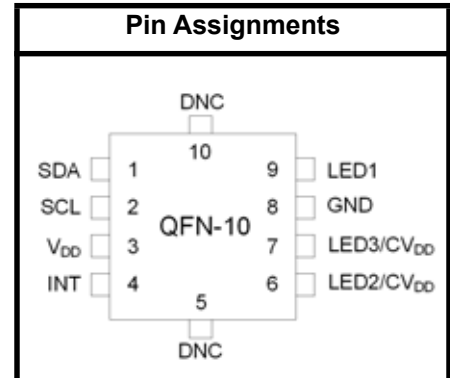 Pin Assignments
DNC
10
SDA 1 9 LED1
SCL 2 8 GND
QFN-10
VDD 3 7 LED3/CVDD
INT 4 6 LED2/CVDD
5
DNC